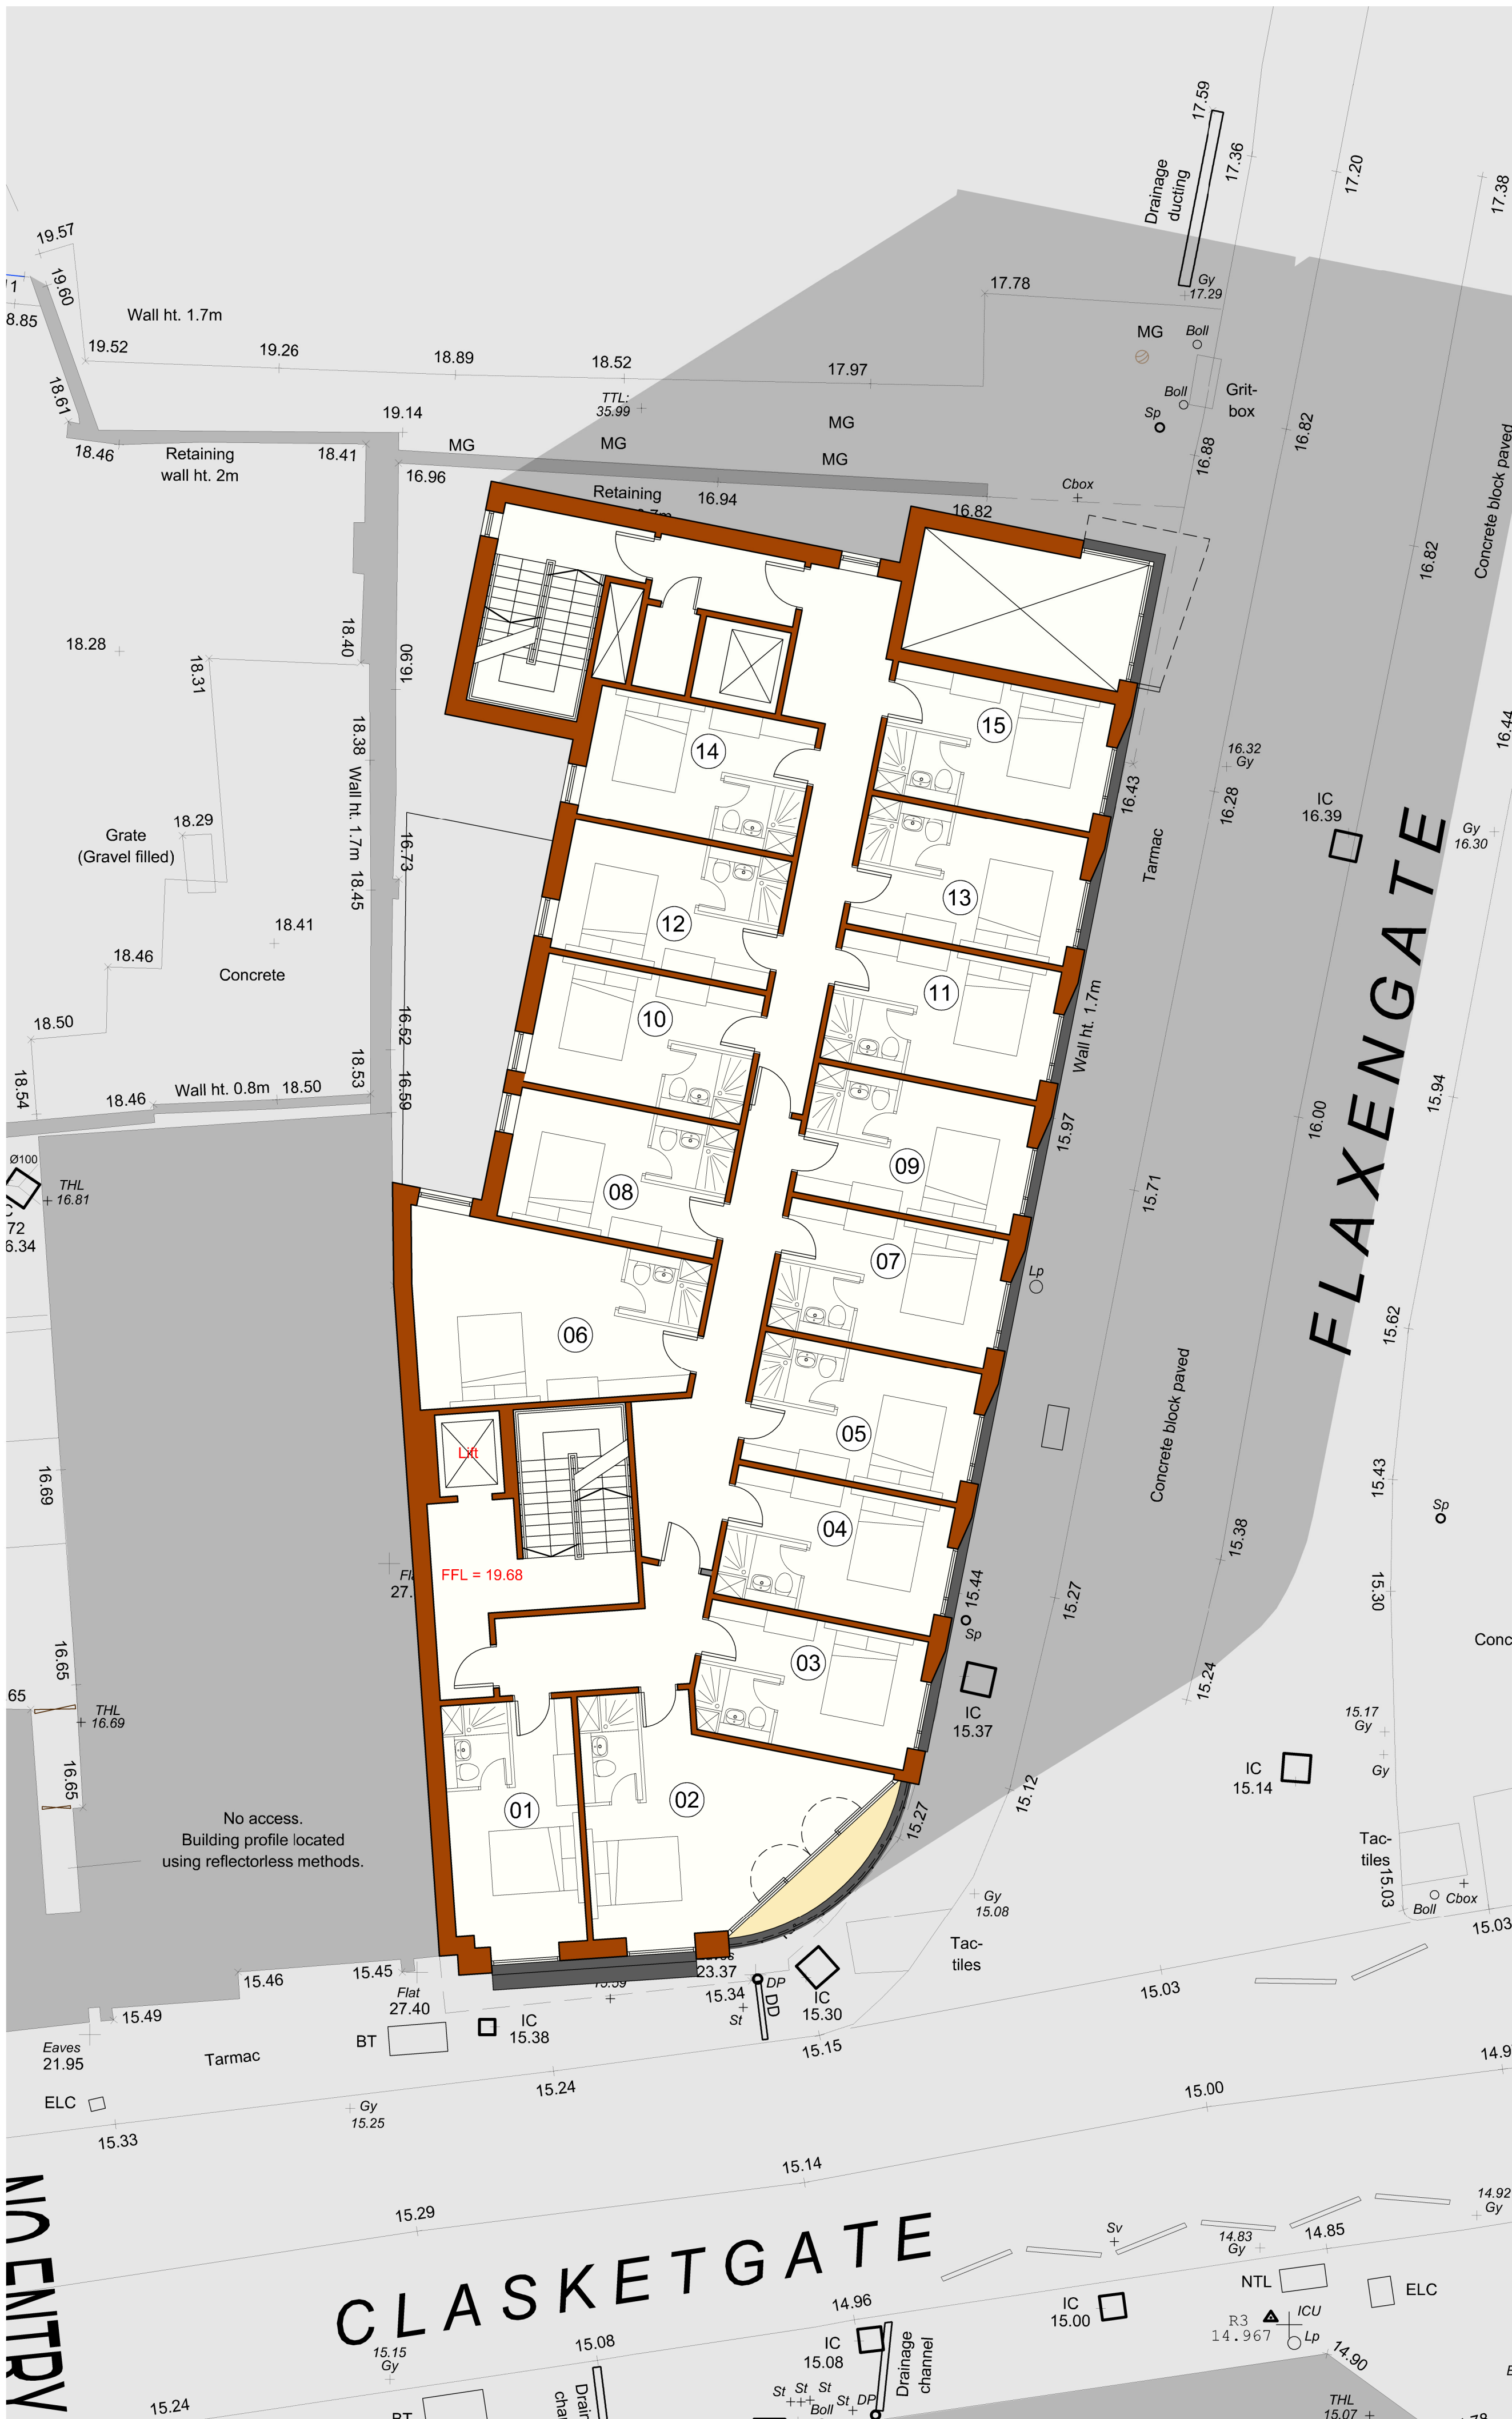 17.59
Drainage
ducting
17.36
17.20
17.38
19.57
19.60
8.85
Wall ht. 1.7m
17.78
Gy
17.29
MG
Boll
19.52
19.26
18.89
18.52
17.97
TTL:
35.99
Boll
Sp
Grit-
box
18.61
19.14
MG
MG
MG
MG
16.88
16.82
18.46
Retaining
wall ht. 2m
18.41
16.96
Retaining
16.94
16.82
Cbox
Concrete block paved
16.82
18.28
18.31
18.40
16.90
18.38
Wall ht. 1.7m
18.45
15
14
16.32
Gy
16.43
16.28
16.44
Tarmac
IC
16.39
Gy
16.30
FLAXENGATE
Grate
(Gravel filled)
18.29
16.73
13
12
18.41
18.46
Concrete
11
10
Wall ht. 1.7m
18.50
16.52
18.54
18.46
Wall ht. 0.8m
18.50
18.53
16.59
15.97
16.00
15.94
Ø100
THL
16.81
72
6.34
09
08
15.71
07
Lp
06
15.62
Concrete block paved
05
Lift
16.69
15.43
Sp
04
15.38
FFL = 19.68
27.
15.44
15.27
15.30
Sp
Conc
03
16.65
65
THL
16.69
IC
15.37
15.24
15.17
Gy
Gy
16.65
IC
15.14
15.12
15.27
01
02
No access.
Building profile located
using reflectorless methods.
Tac-
tiles
15.03
Boll
Cbox
15.03
Gy
15.08
Tac-
tiles
15.46
15.45
Flat
27.40
23.37
15.34
St
DP
DD
IC
15.30
15.03
15.49
Eaves
21.95
Tarmac
BT
IC
15.38
15.15
14.9
15.24
ELC
Gy
15.25
15.33
15.00
15.14
15.29
NO ENTRY
CLASKETGATE
Sv
14.83
Gy
14.85
14.92
Gy
NTL
ELC
IC
15.00
R3
14.967
ICU
Lp
14.96
IC
15.08
Drainage
channel
15.15
Gy
15.08
14.90
15.24
BT
St
St
St
Boll
St
DP
THL
15.07